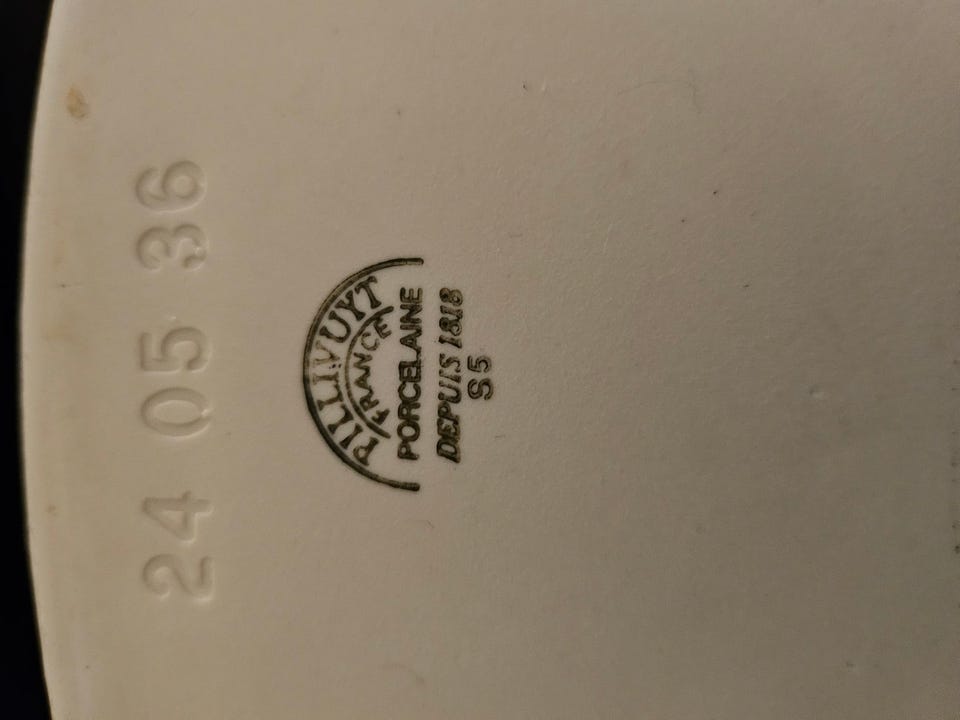 24 05 36
PILLIVUYT
FRANCE
PORCELAINE
DEPUIS 1818
S5